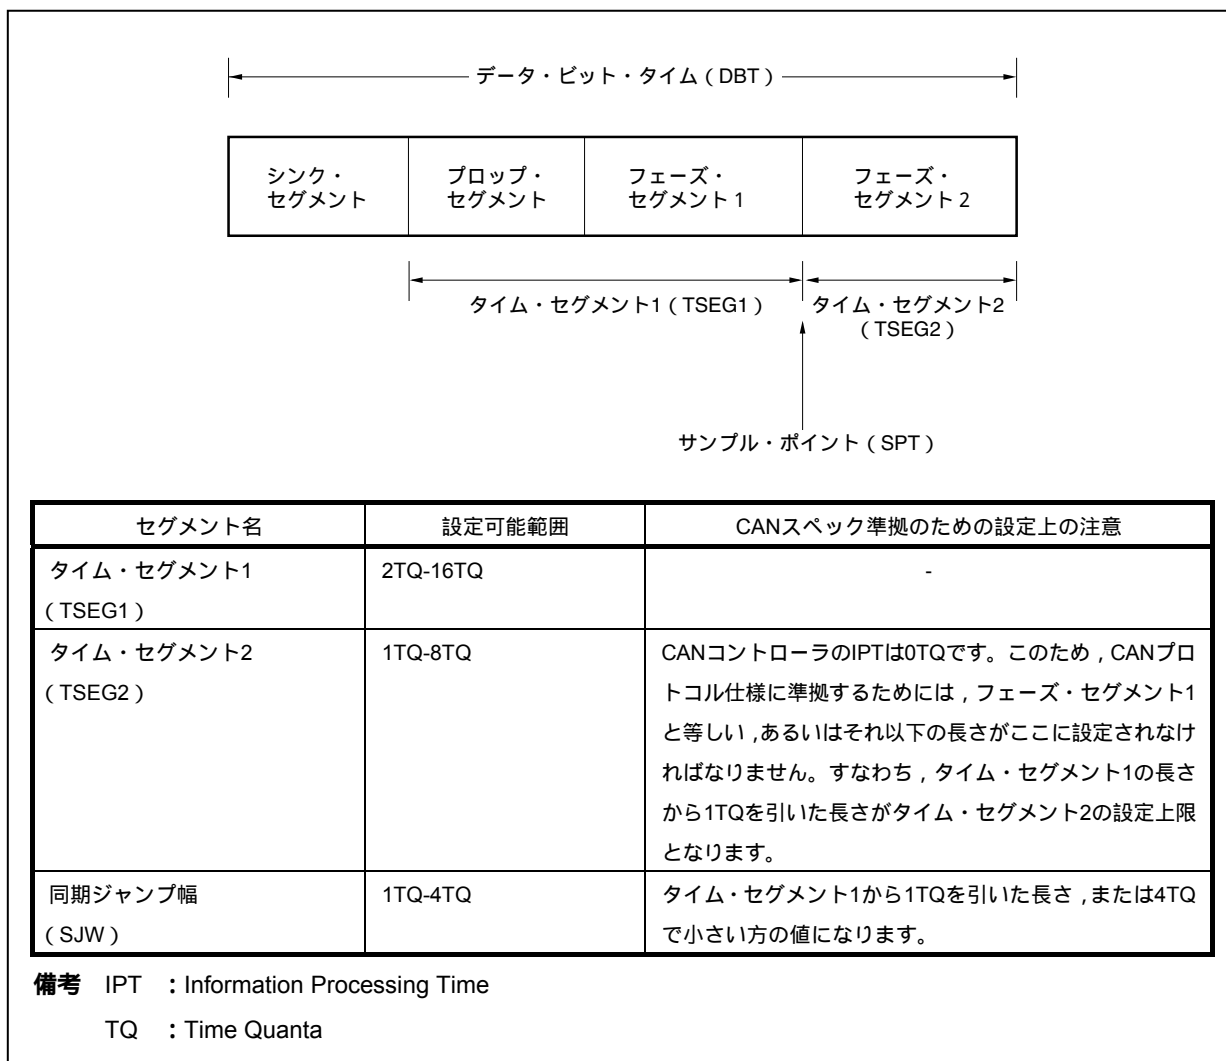 データ・ビット・タイム（DBT）
シンク・
セグメント
プロップ・
セグメント
フェーズ・
セグメント 1
フェーズ・
セグメント 2
タイム・セグメント1（TSEG1）
タイム・セグメント2
（TSEG2）
サンプル・ポイント（SPT）
セグメント名 設定可能範囲 CANスペック準拠のための設定上の注意
タイム・セグメント1
（TSEG1）
2TQ-16TQ
-
タイム・セグメント2
（TSEG2）
1TQ-8TQ
CANコントローラのIPTは0TQです。このため，CANプロ
トコル仕様に準拠するためには，フェーズ・セグメント1
と等しい，あるいはそれ以下の長さがここに設定されなけ
ればなりません。すなわち，タイム・セグメント1の長さ
から1TQを引いた長さがタイム・セグメント2の設定上限
となります。
同期ジャンプ幅
（SJW）
1TQ-4TQ
タイム・セグメント1から1TQを引いた長さ，または4TQ
で小さい方の値になります。
備考 IPT ：Information Processing Time
TQ ：Time Quanta